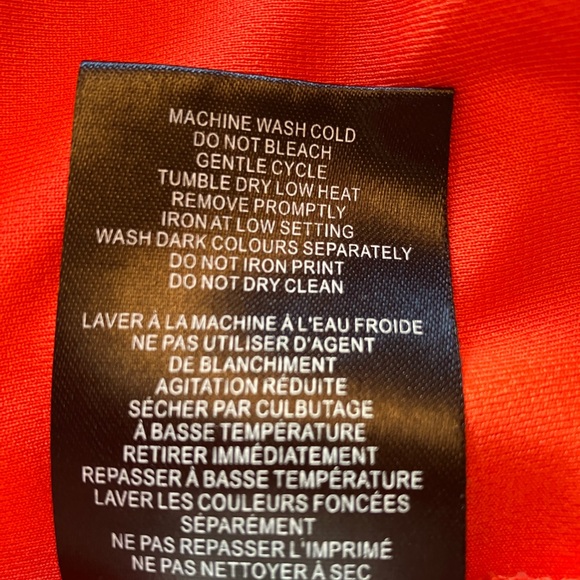 MACHINE WASH COLD
DO NOT BLEACH
GENTLE CYCLE
TUMBLE DRY LOW HEAT
REMOVE PROMPTLY
IRON AT LOW SETTING
WASH DARK COLOURS SEPARATELY
DO NOT IRON PRINT
DO NOT DRY CLEAN
LAVER À LA MACHINE À L'EAU FROIDE
NE PAS UTILISER D'AGENT
DE BLANCHIMENT
AGITATION RÉDUITE
SÉCHER PAR CULBUTAGE
À BASSE TEMPÉRATURE
RETIRER IMMÉDIATEMENT
REPASSER À BASSE TEMPÉRATURE
LAVER LES COULEURS FONCÉES
SÉPARÉMENT
NE PAS REPASSER L'IMPRIMÉ
NE PAS NETTOYER À SEC